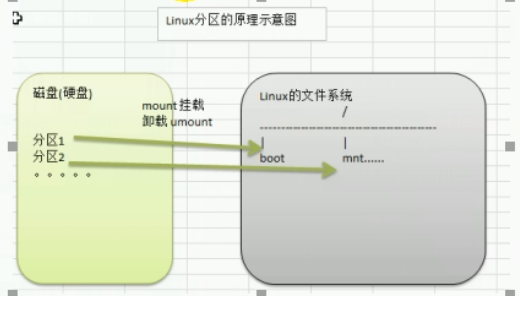 Linux分区的原理示意图
磁盘(硬盘)
mount 挂载
卸载 umount
分区1
分区2
。。。。。
Linux的文件系统
/
-----------------------------------------------
| |
boot mnt......